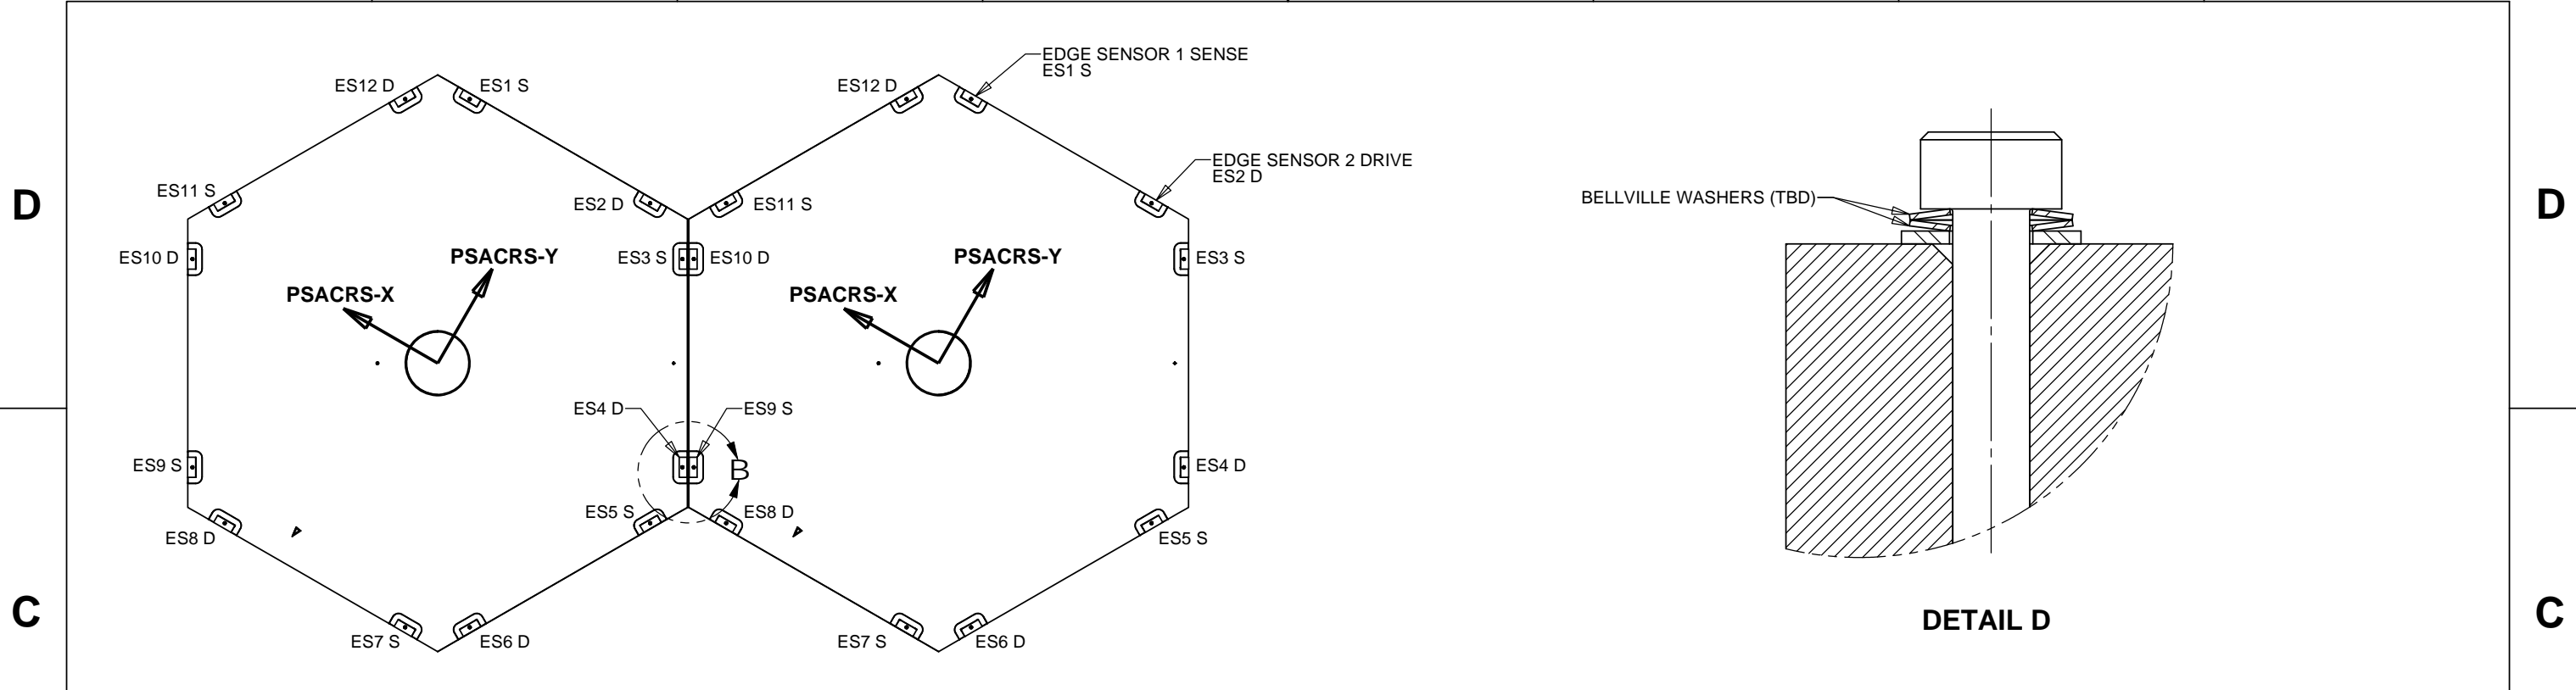 EDGE SENSOR 1 SENSE
ES1 S
ES12 D
ES1 S
ES12 D
EDGE SENSOR 2 DRIVE
ES2 D
ES11 S
ES2 D
ES11 S
BELLVILLE WASHERS (TBD)
D
D
ES10 D
ES3 S
ES10 D
ES3 S
PSACRS-Y
PSACRS-Y
PSACRS-X
PSACRS-X
ES4 D
ES9 S
ES9 S
B
ES4 D
ES5 S
ES8 D
ES8 D
ES5 S
C
DETAIL D
C
ES7 S
ES6 D
ES7 S
ES6 D